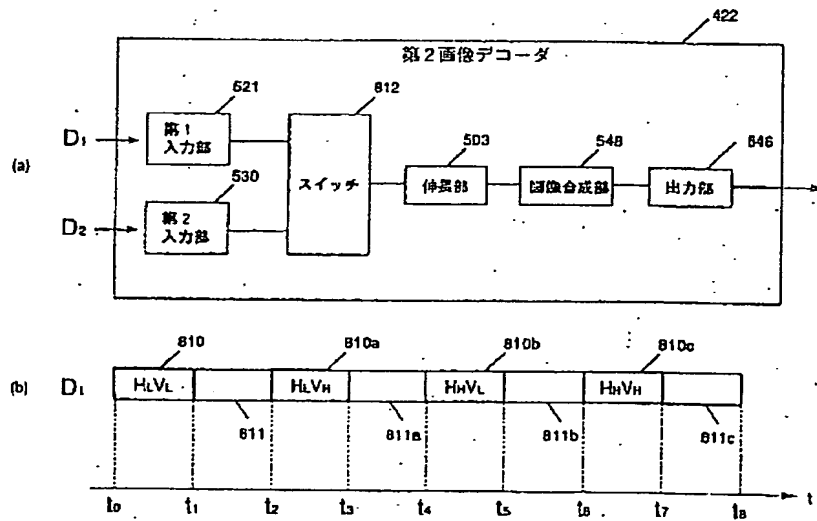 422
第2画像デコーダ
521
812
D1
第1
入力部
(a)
530
503
548
546
スイッチ
伸長部
画像合成部
出力部
D2
第2
入力部
810
810a
810b
810c
(b)
D1
HLVL
HLVH
HHVL
HHVH
811
811a
811b
811c
t0
t1
t2
t3
t4
t5
t6
t7
t8
t